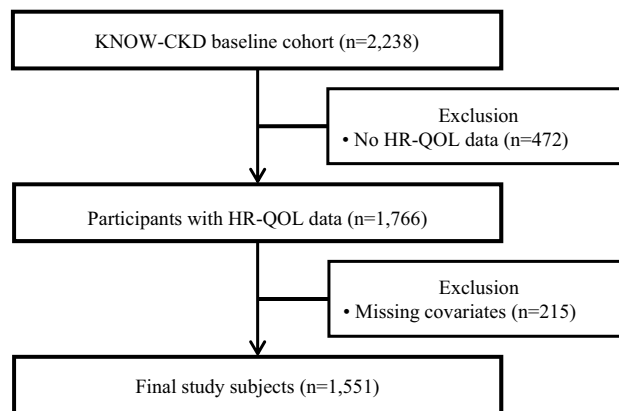 KNOW-CKD baseline cohort (n=2,238)
Exclusion
• No HR-QOL data (n=472)
Participants with HR-QOL data (n=1,766)
Exclusion
• Missing covariates (n=215)
Final study subjects (n=1,551)